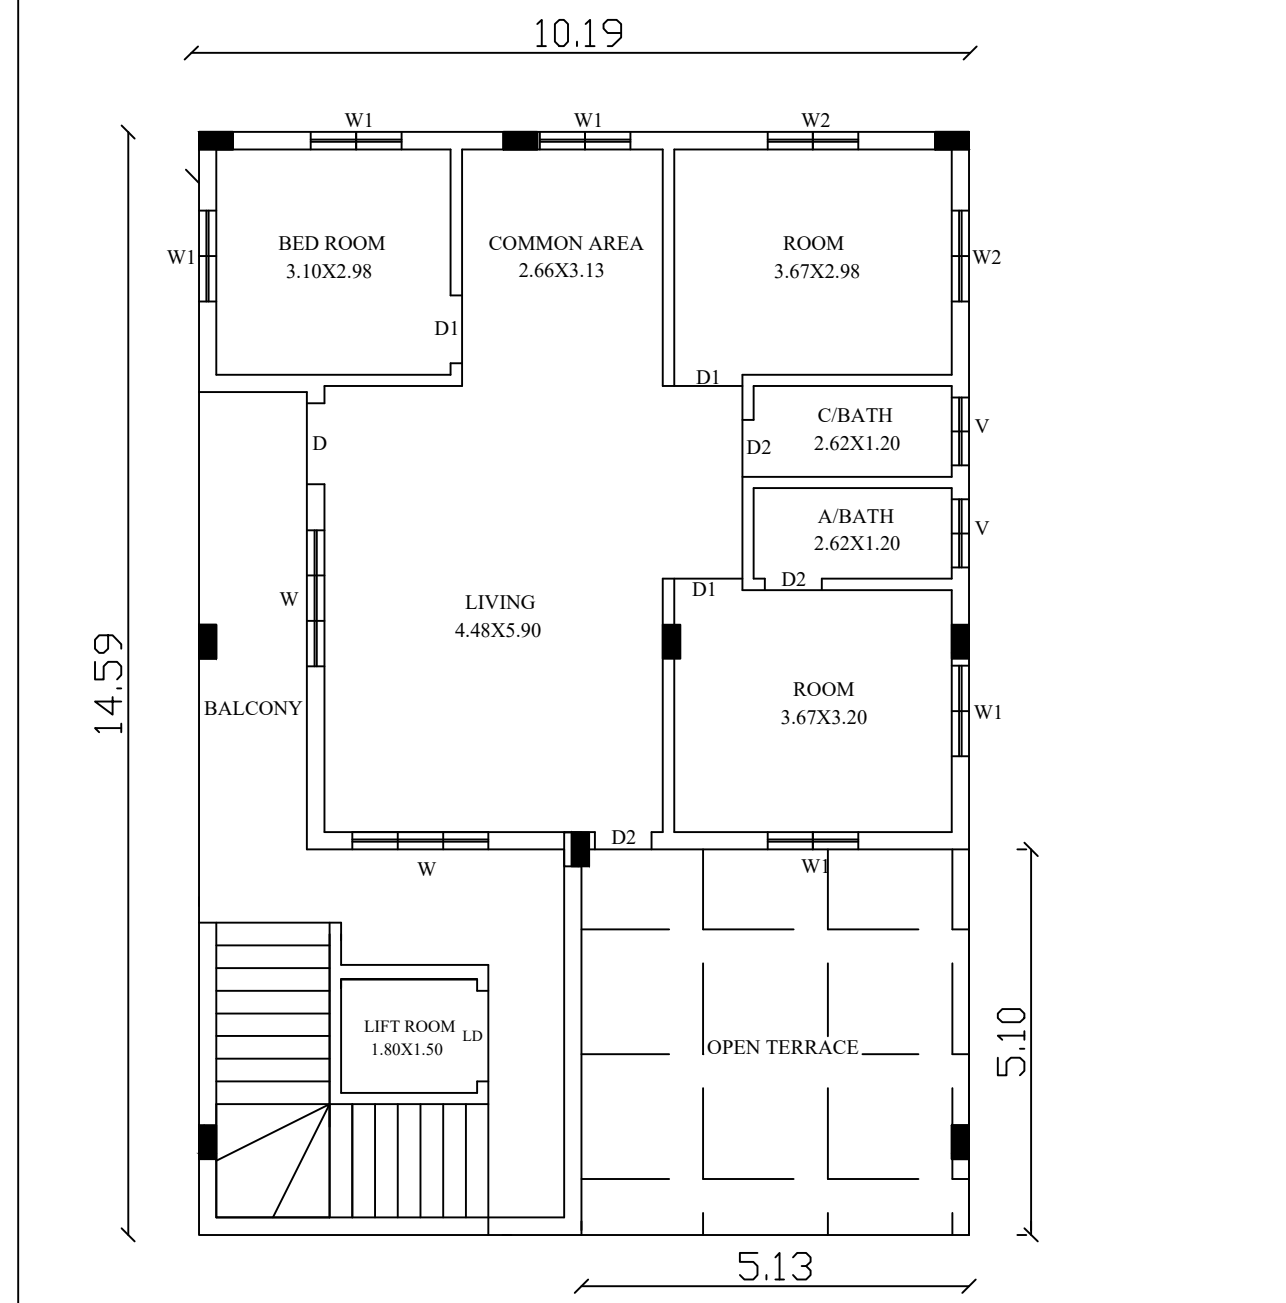 10.19
W1
W1
W2
BED ROOM
3.10X2.98
COMMON AREA
2.66X3.13
ROOM
3.67X2.98
W1
W2
D1
D1
C/BATH
2.62X1.20
V
D
D2
A/BATH
2.62X1.20
V
D2
D1
W
LIVING
4.48X5.90
14.59
BALCONY
ROOM
3.67X3.20
W1
D2
W
W1
LIFT ROOM
1.80X1.50
LD
OPEN TERRACE
5.10
5.13